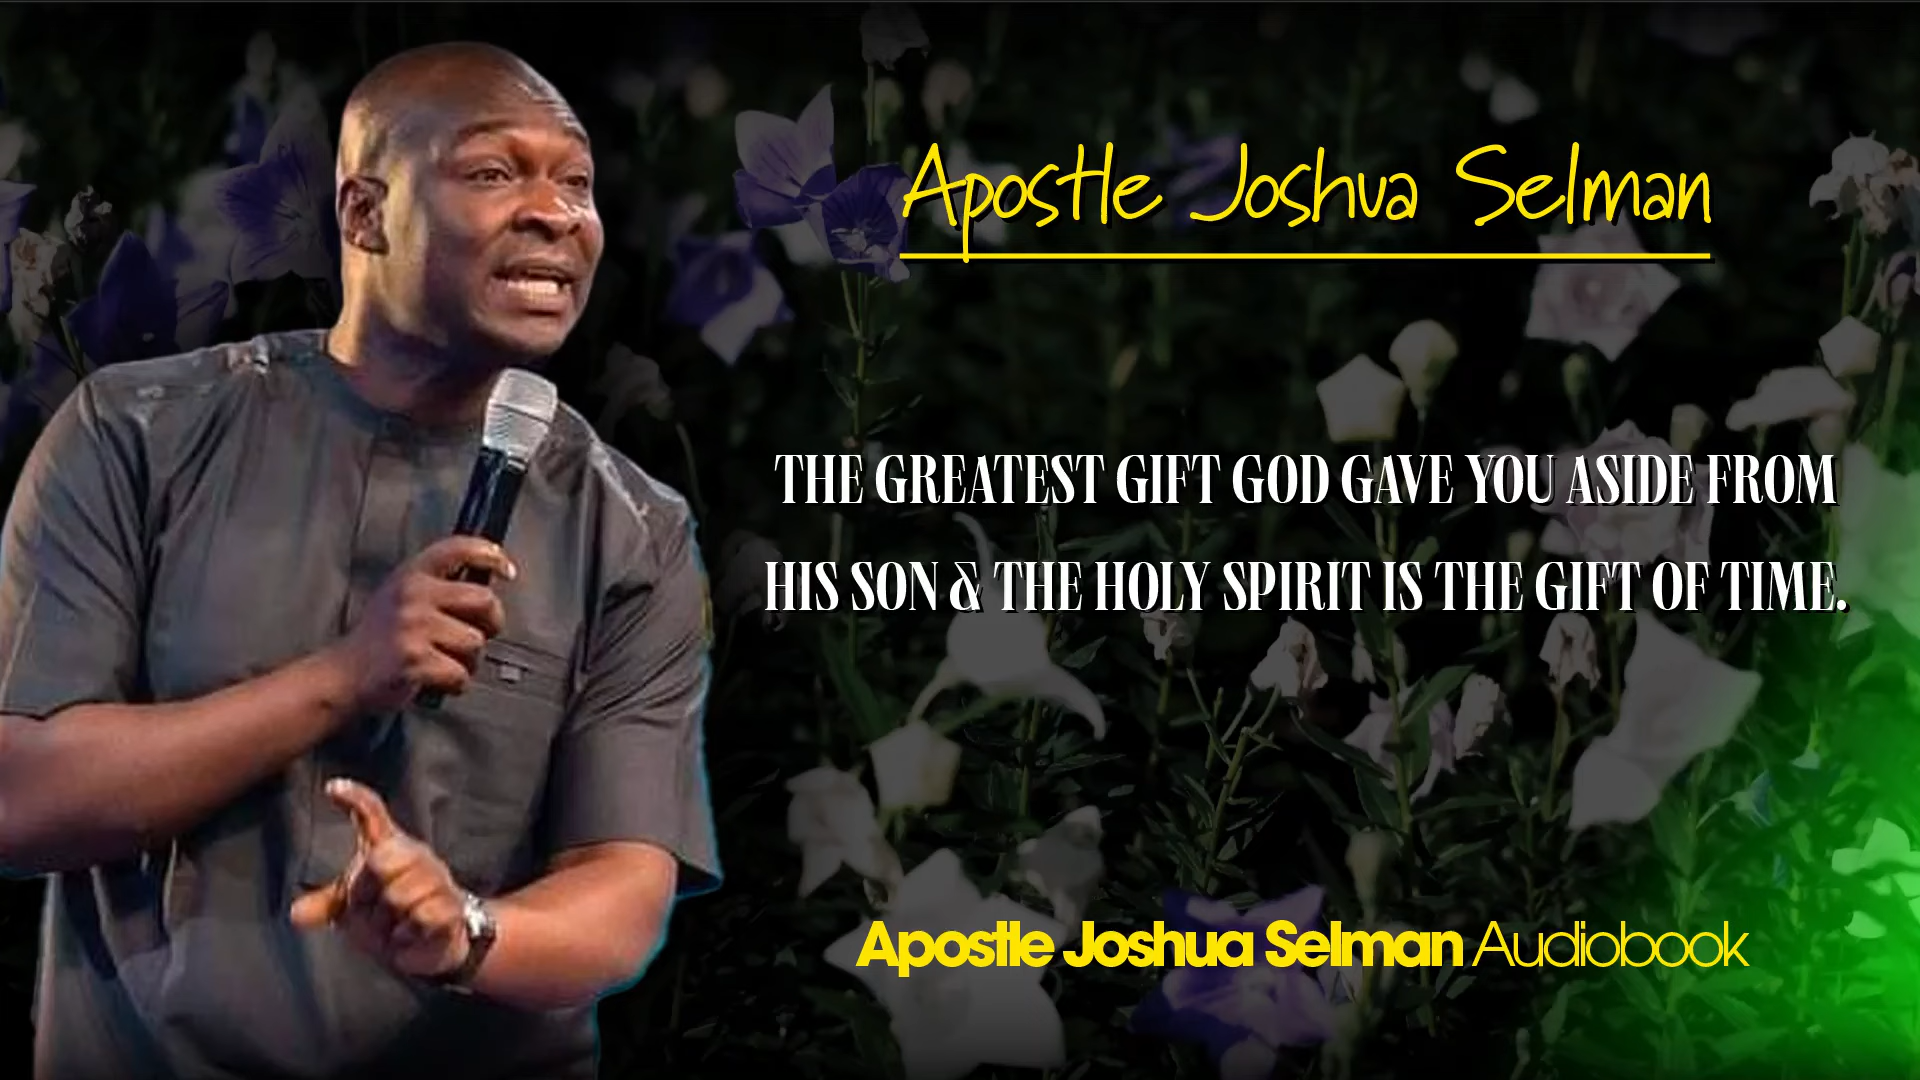 Apostle Joshua Selman
THE GREATEST GIFT GOD GAVE YOU ASIDE FROM
HIS SON & THE HOLY SPIRIT IS THE GIFT OF TIME.
Apostle Joshua Selman Audiobook